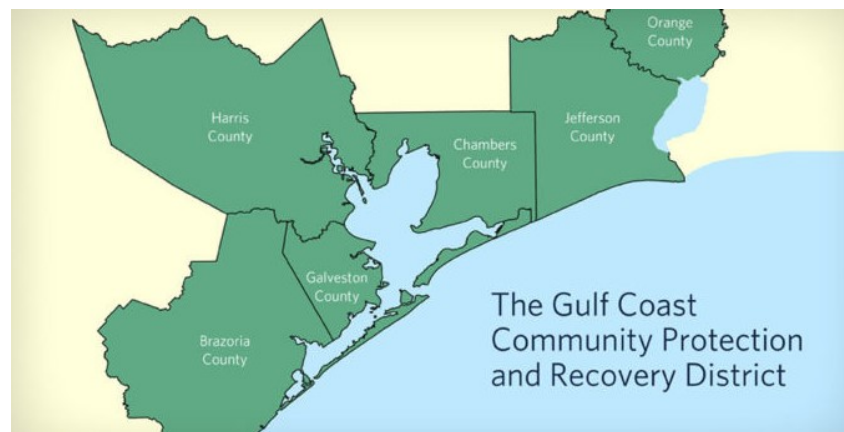 Orange
County
Harris
County
Jefferson
County
Chambers
County
Galveston
County
Brazoria
County
The Gulf Coast
Community Protection
and Recovery District